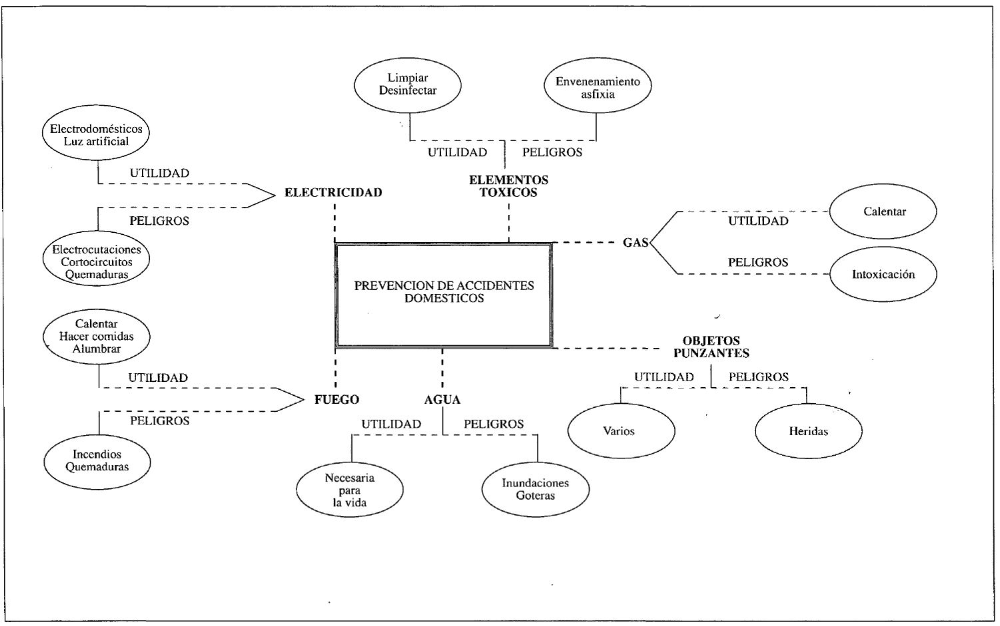 Limpiar
Desinfectar
Envenenamiento
asfixia
UTILIDAD
PELIGROS
ELEMENTOS
TOXICOS
Electrodomésticos
Luz artificial
UTILIDAD
ELECTRICIDAD
PELIGROS
Electrocutaciones
Cortocircuitos
Quemaduras
GAS
UTILIDAD
Calentar
PELIGROS
Intoxicación
PREVENCION DE ACCIDENTES
DOMESTICOS
Calentar
Hacer comidas
Alumbrar
UTILIDAD
FUEGO
PELIGROS
Incendios
Quemaduras
AGUA
UTILIDAD
PELIGROS
Necesaria
para
la vida
Inundaciones
Goteras
OBJETOS
PUNZANTES
UTILIDAD
PELIGROS
Varios
Heridas